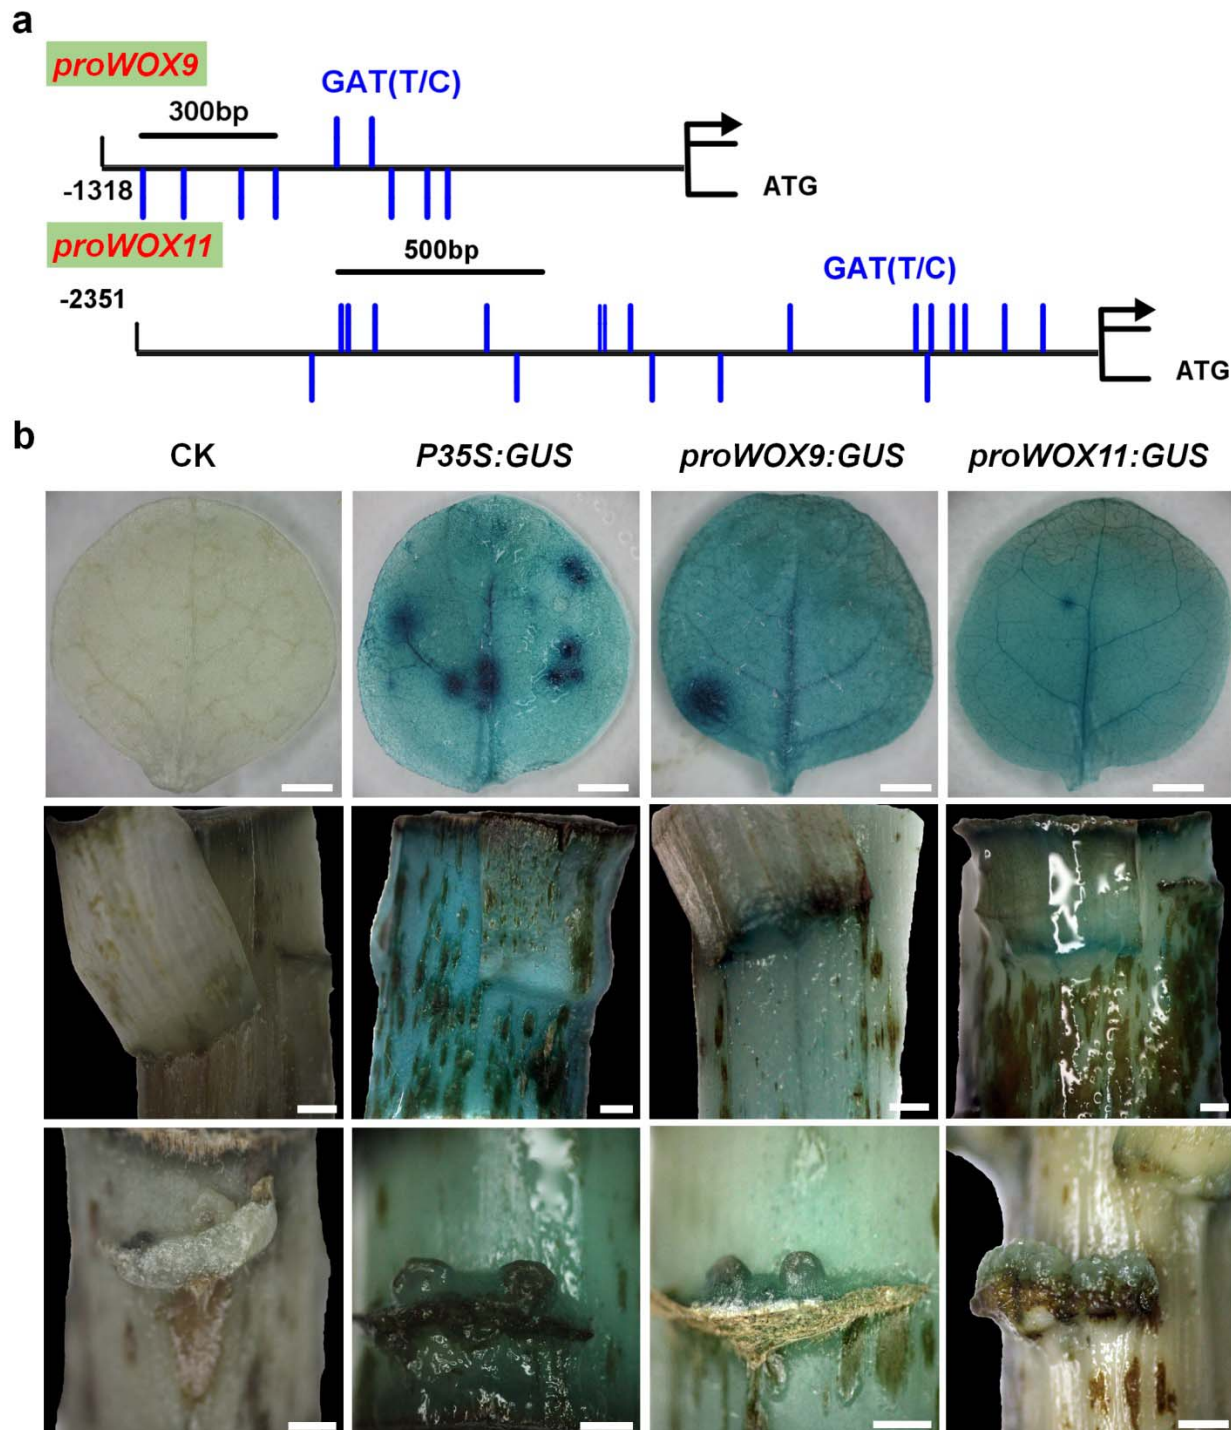 a
proWOX9
GAT(T/C)
300bp
-1318
ATG
proWOX11
500bp
GAT(T/C)
-2351
ATG
b
CK P35S:GUS proWOX9:GUS proWOX11:GUS